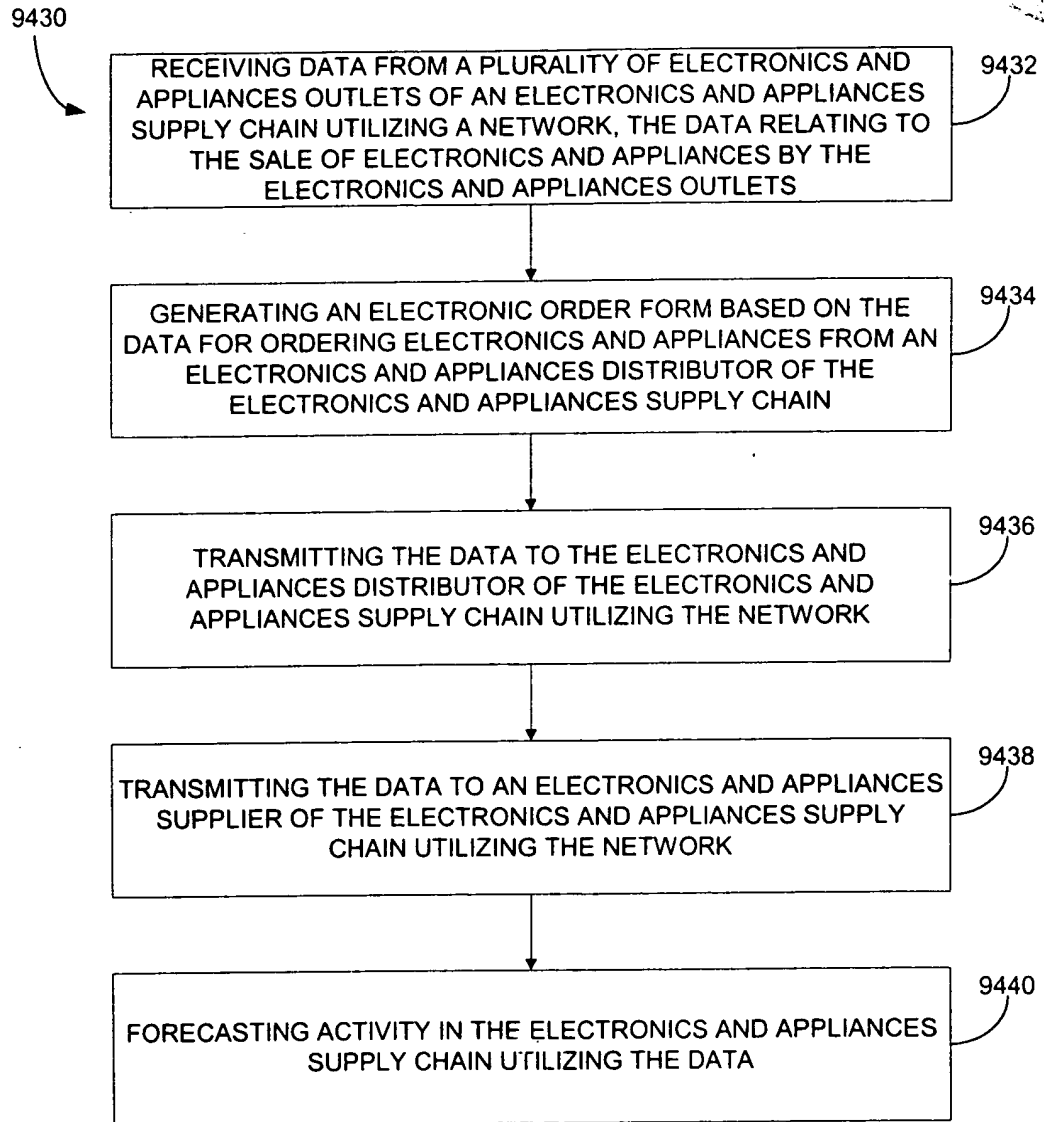 9430
RECEIVING DATA FROM A PLURALITY OF ELECTRONICS AND
APPLIANCES OUTLETS OF AN ELECTRONICS AND APPLIANCES
SUPPLY CHAIN UTILIZING A NETWORK, THE DATA RELATING TO
THE SALE OF ELECTRONICS AND APPLIANCES BY THE
ELECTRONICS AND APPLIANCES OUTLETS
9432
GENERATING AN ELECTRONIC ORDER FORM BASED ON THE
DATA FOR ORDERING ELECTRONICS AND APPLIANCES FROM AN
ELECTRONICS AND APPLIANCES DISTRIBUTOR OF THE
ELECTRONICS AND APPLIANCES SUPPLY CHAIN
9434
TRANSMITTING THE DATA TO THE ELECTRONICS AND
APPLIANCES DISTRIBUTOR OF THE ELECTRONICS AND
APPLIANCES SUPPLY CHAIN UTILIZING THE NETWORK
9436
TRANSMITTING THE DATA TO AN ELECTRONICS AND APPLIANCES
SUPPLIER OF THE ELECTRONICS AND APPLIANCES SUPPLY
CHAIN UTILIZING THE NETWORK
9438
FORECASTING ACTIVITY IN THE ELECTRONICS AND APPLIANCES
SUPPLY CHAIN UTILIZING THE DATA
9440